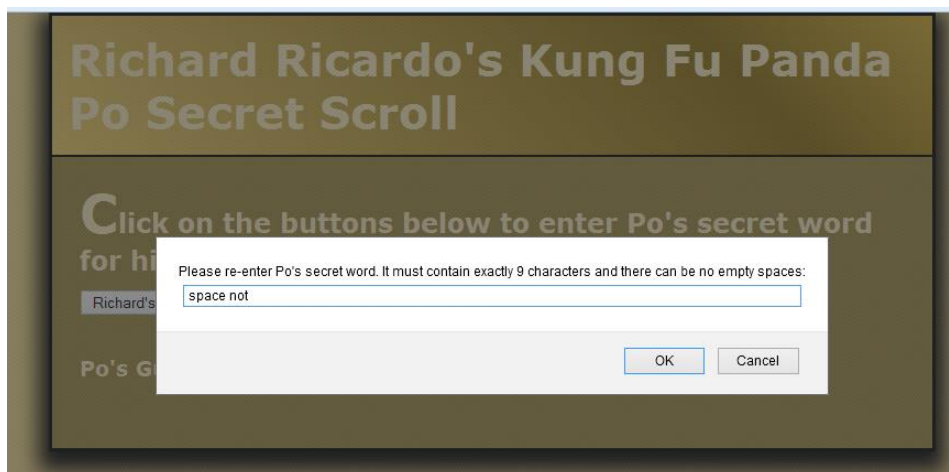 Richard Ricardo's Kung Fu Panda
Po Secret Scroll
Click on the buttons below to enter Po's secret word
for hi
Please re-enter Po's secret word. It must contain exactly 9 characters and there can be no empty spaces:
space not
Richard's
OK Cancel
Po's G